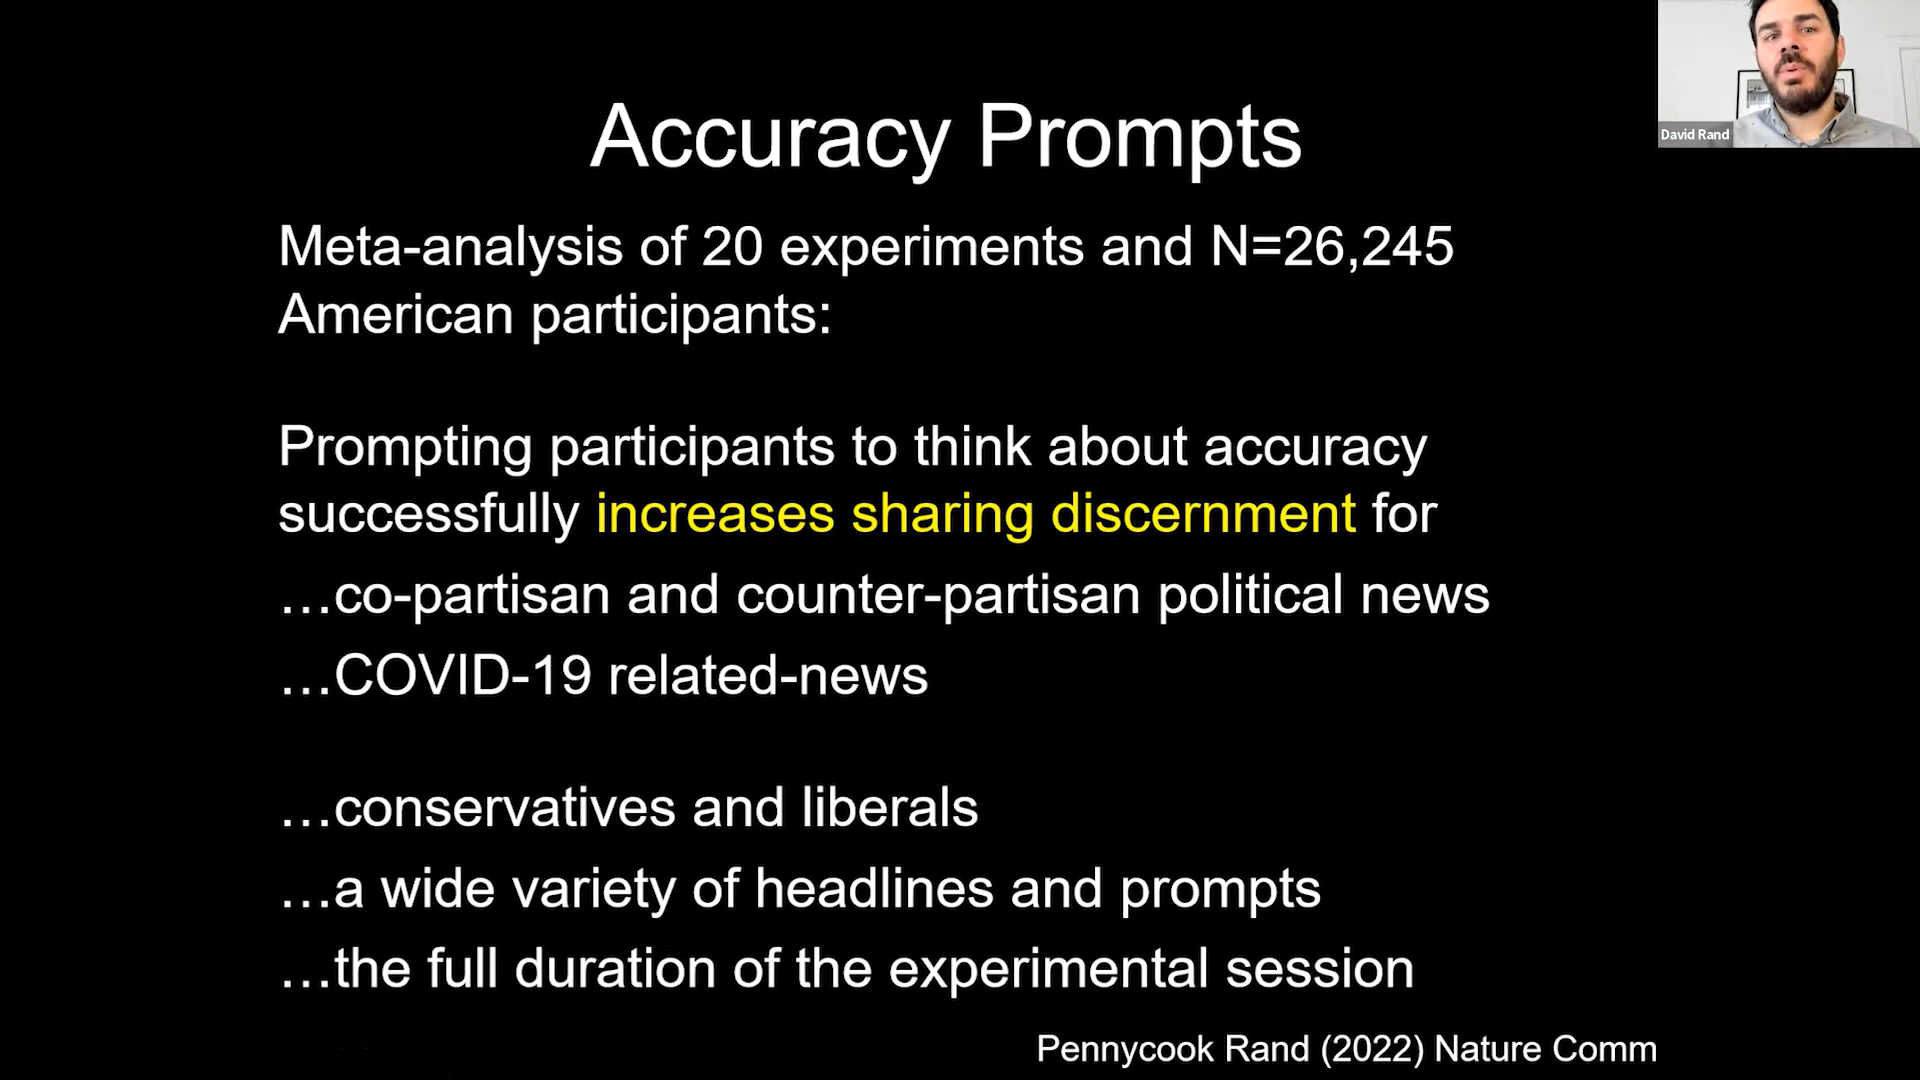 Accuracy Prompts
David Rand
Meta-analysis of 20 experiments and N=26,245
American participants:
Prompting participants to think about accuracy
successfully increases sharing discernment for
…co-partisan and counter-partisan political news
…COVID-19 related-news
…conservatives and liberals
…a wide variety of headlines and prompts
…the full duration of the experimental session
Pennycook Rand (2022) Nature Comm